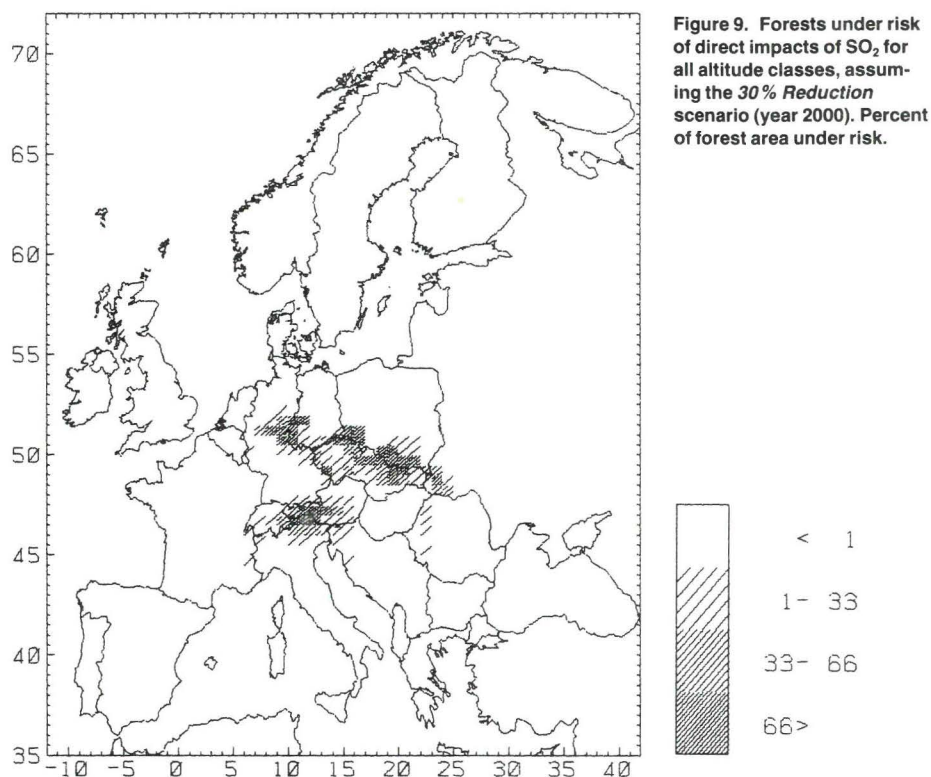 Figure 9. Forests under risk
of direct impacts of SO₂ for
all altitude classes, assum-
ing the 30% Reduction
scenario (year 2000). Percent
of forest area under risk.
70
65
60
55
50
45
40
35
-10 -5 0 5 10 15 20 25 30 35 40
< 1
1- 33
33- 66
66>